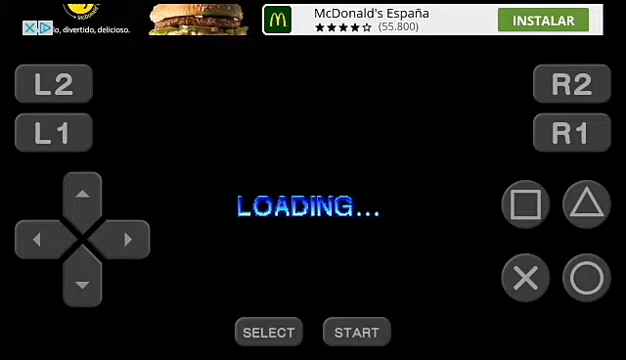 McDonald's España
(55.800)
INSTALAR
o, divertido, delicioso.
L2
R2
L1
R1
LOADING...
SELECT
START